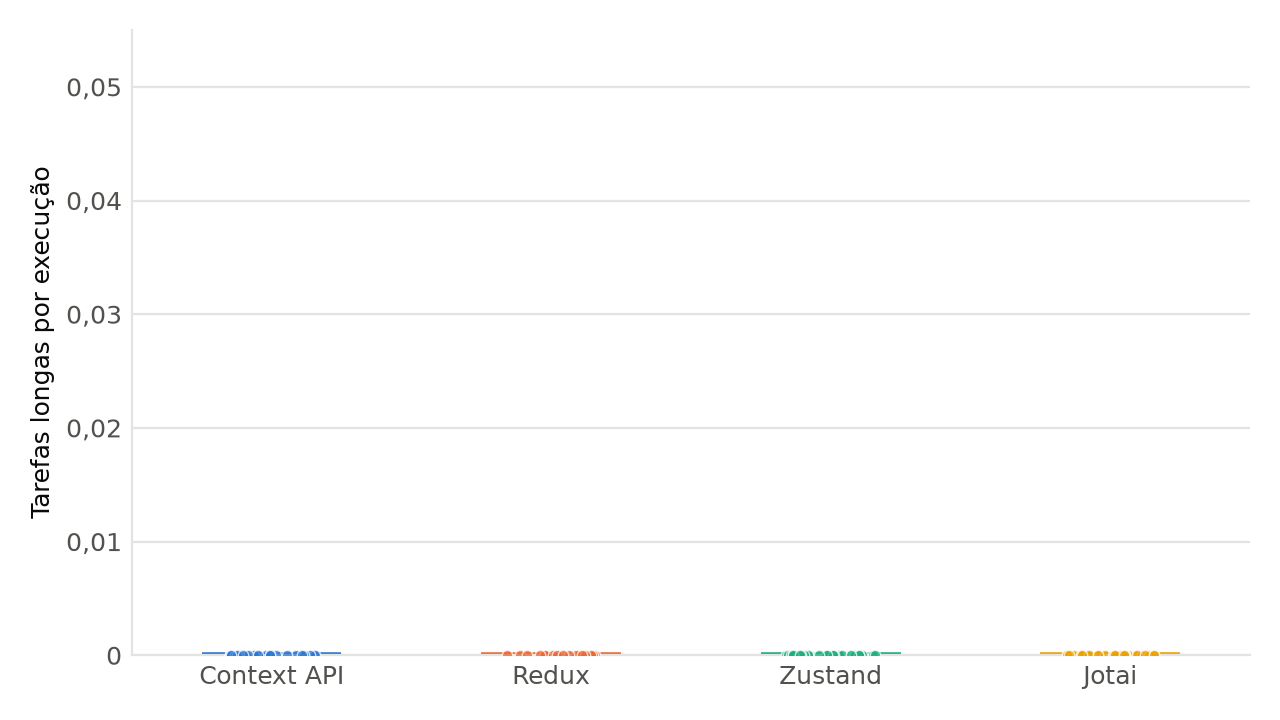 Tarefas longas por execução
0,05
0,04
0,03
0,02
0,01
0
Context API
Redux
Zustand
Jotai